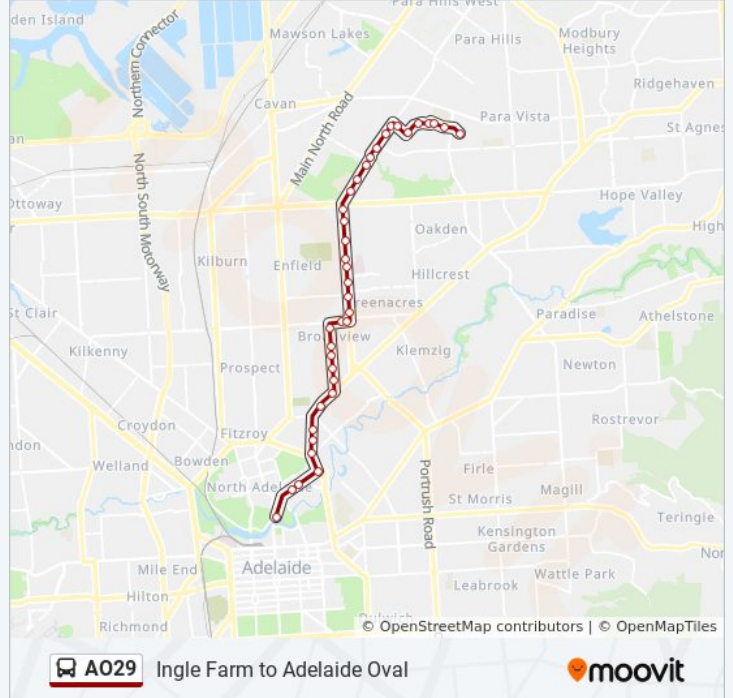 Para Hills West
den Island
Mawson Lakes
Para Hills
Modbury
Heights
Northern Connector
Ridgehaven
Cavan
Main North Road
Para Vista
St Agnes
an
North South Motorway
Hope Valley
Ottoway
Oakden
High
Kilburn
Enfield
Hillcrest
St Clair
reenacres
Paradise
Athelstone
Broadview
Kilkenny
Klemzig
Prospect
Newton
Croydon
Rostrevor
Fitzroy
ndon
Welland
Bowden
Portrush Road
Firle
North Adelaide
St Morris
Magill
Teringie
Kensington
Gardens
Nor
Mile End
Adelaide
Wattle Park
Hilton
Leabrook
Dulwich
Richmond
© OpenStreetMap contributors | © OpenMapTiles
AO29 Ingle Farm to Adelaide Oval
moovit